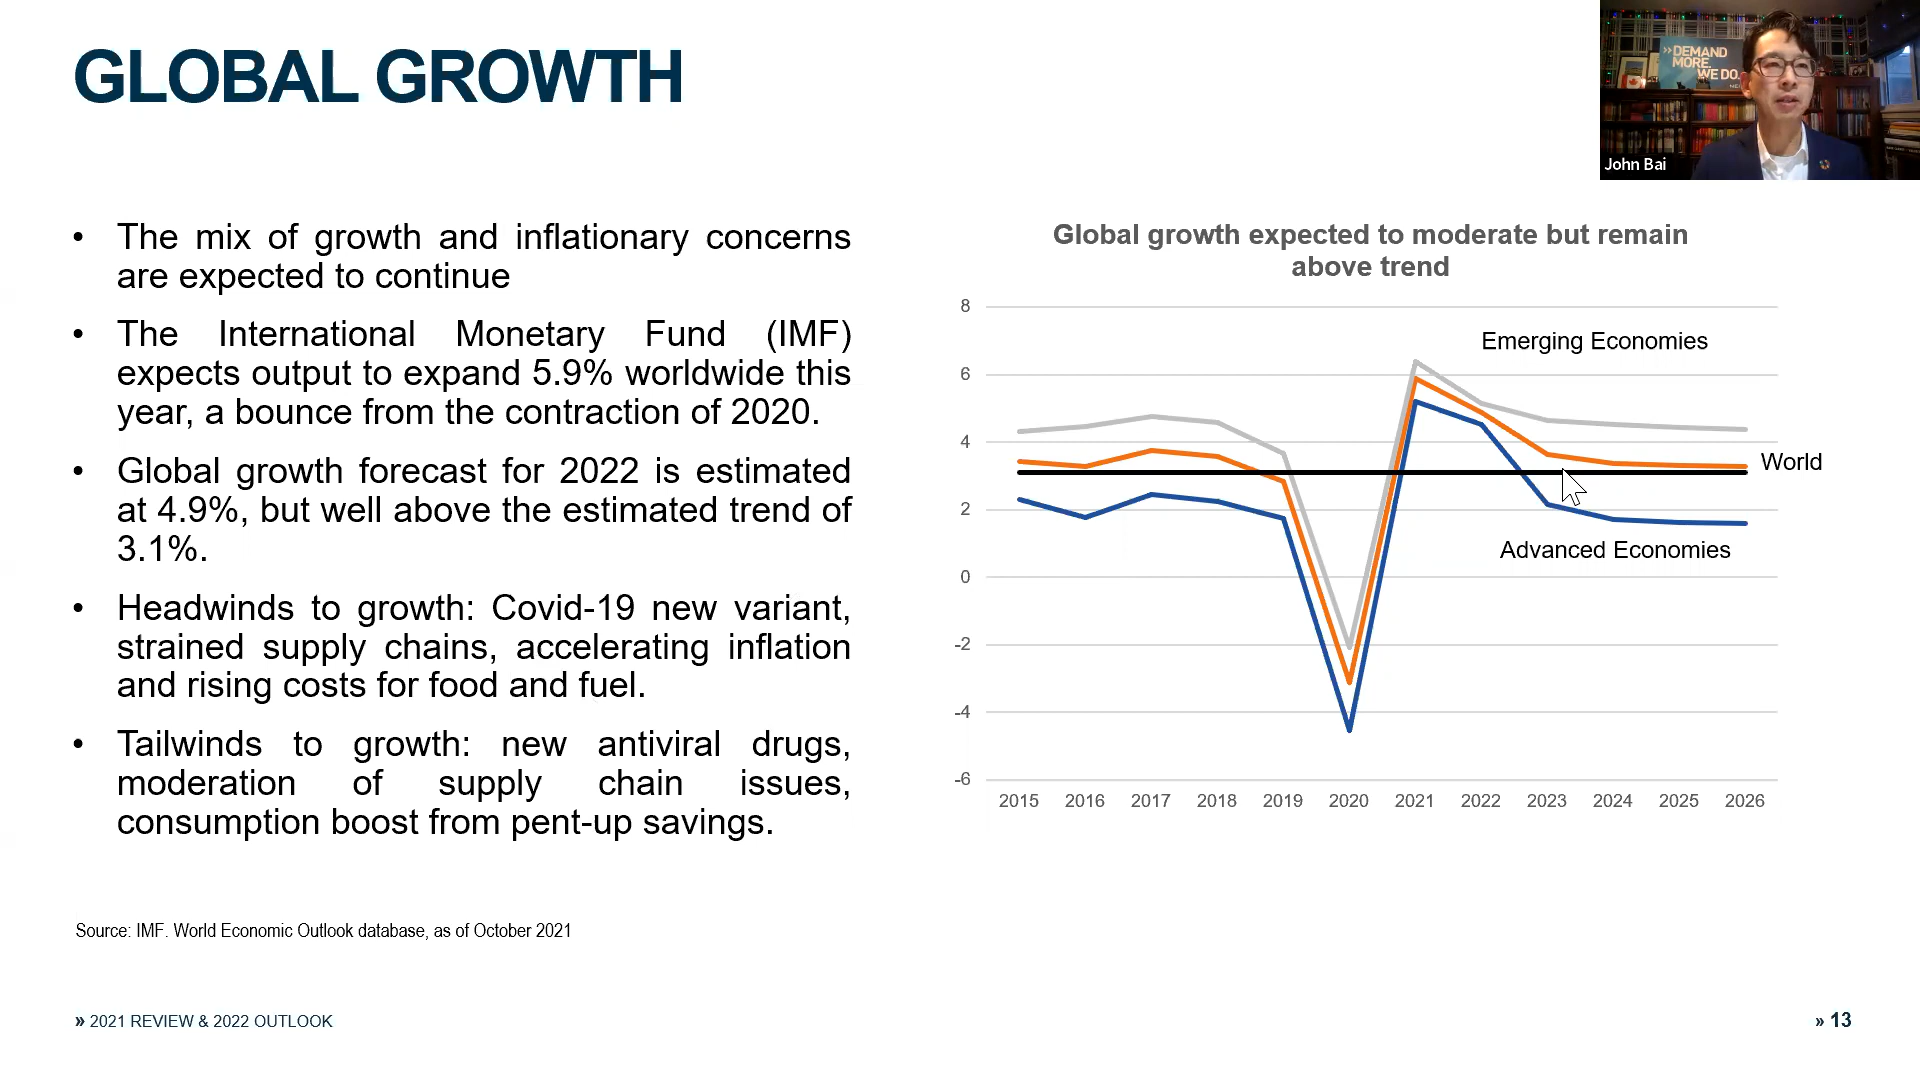 GLOBAL GROWTH
» DEMAND
MORE.
WE DO.
John Bai
• The mix of growth and inflationary concerns
are expected to continue
• The International Monetary Fund (IMF)
expects output to expand 5.9% worldwide this
year, a bounce from the contraction of 2020.
• Global growth forecast for 2022 is estimated
at 4.9%, but well above the estimated trend of
3.1%.
• Headwinds to growth: Covid-19 new variant,
strained supply chains, accelerating inflation
and rising costs for food and fuel.
• Tailwinds to growth: new antiviral drugs,
moderation of supply chain issues,
consumption boost from pent-up savings.
Global growth expected to moderate but remain
above trend
8
6
4
2
0
-2
-4
-6
Emerging Economies
World
Advanced Economies
2015 2016 2017 2018 2019 2020 2021 2022 2023 2024 2025 2026
Source: IMF. World Economic Outlook database, as of October 2021
» 2021 REVIEW & 2022 OUTLOOK
» 13